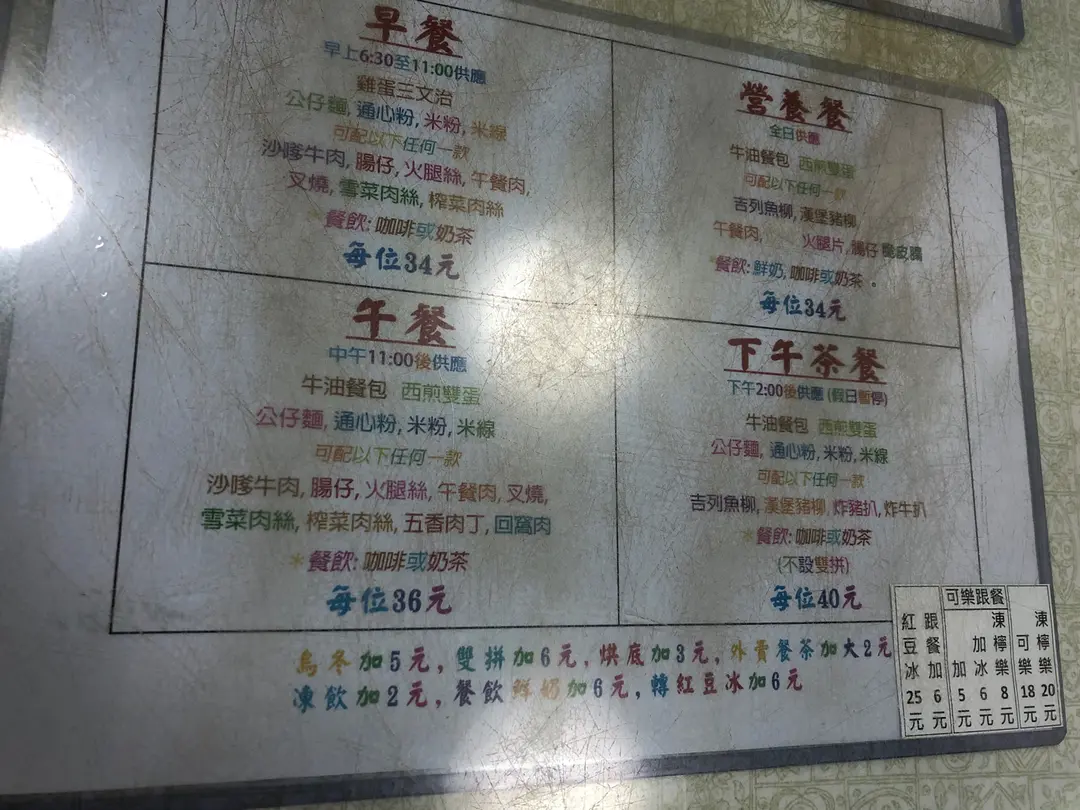 早餐
早上6:30至11:00供應
雞蛋三文治
公仔麵, 通心粉, 米粉, 米線
可配以下任何一款
沙嗲牛肉, 腸仔, 火腿絲, 午餐肉,
叉燒, 雪菜肉絲, 榨菜肉絲
*餐飲: 咖啡或奶茶
每位34元
營養餐
全日供應
牛油餐包 西煎雙蛋
可配以下任何一款
吉列魚柳, 漢堡豬柳,
午餐肉, 火腿片, 腸仔 脆皮腸
*餐飲: 鮮奶, 咖啡或奶茶 。
每位34元
午餐
中午11:00後供應
牛油餐包 西煎雙蛋
公仔麵, 通心粉, 米粉, 米線
可配以下任何一款
沙嗲牛肉, 腸仔, 火腿絲, 午餐肉, 叉燒,
雪菜肉絲, 榨菜肉絲, 五香肉丁, 回窩肉
*餐飲: 咖啡或奶茶
每位36元
下午茶餐
下午2:00後供應 (假日暫停)
牛油餐包 西煎雙蛋
公仔麵, 通心粉, 米粉, 米線
可配以下任何一款
吉列魚柳, 漢堡豬柳, 炸豬扒, 炸牛扒
*餐飲: 咖啡或奶茶
(不設雙拼)
每位40元
烏冬加5元, 雙拼加6元, 烘底加3元, 外賣餐茶加大2元
凍飲加2元, 餐飲鮮奶加6元, 轉紅豆冰加6元
紅豆冰25元
跟餐加6元
可樂跟餐
加5元
加冰6元
凍檸樂8元
可樂18元
凍檸樂20元